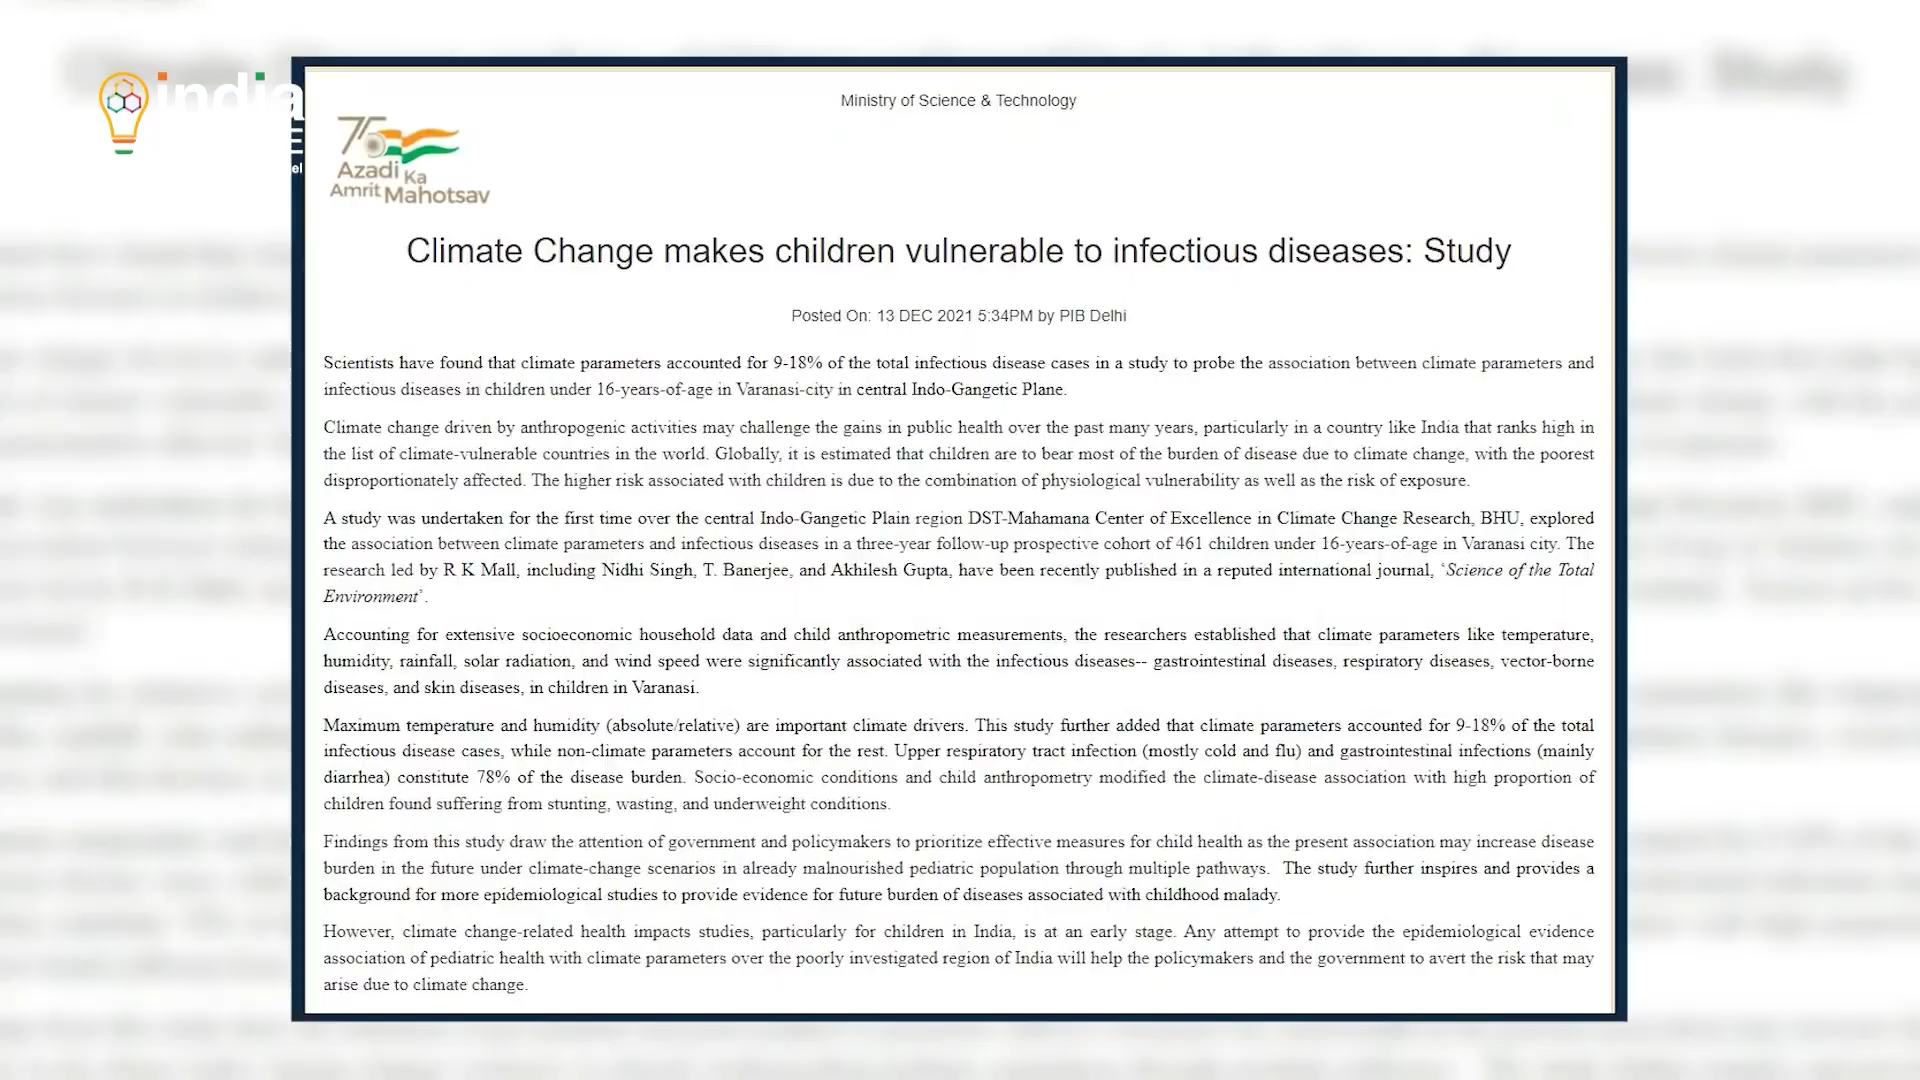 india
E
el
Ministry of Science & Technology
75
Azadi Ka
Amrit Mahotsav
Climate Change makes children vulnerable to infectious diseases: Study
Posted On: 13 DEC 2021 5:34PM by PIB Delhi
Scientists have found that climate parameters accounted for 9-18% of the total infectious disease cases in a study to probe the association between climate parameters and
infectious diseases in children under 16-years-of-age in Varanasi-city in central Indo-Gangetic Plane.
Climate change driven by anthropogenic activities may challenge the gains in public health over the past many years, particularly in a country like India that ranks high in
the list of climate-vulnerable countries in the world. Globally, it is estimated that children are to bear most of the burden of disease due to climate change, with the poorest
disproportionately affected. The higher risk associated with children is due to the combination of physiological vulnerability as well as the risk of exposure.
A study was undertaken for the first time over the central Indo-Gangetic Plain region DST-Mahamana Center of Excellence in Climate Change Research, BHU, explored
the association between climate parameters and infectious diseases in a three-year follow-up prospective cohort of 461 children under 16-years-of-age in Varanasi city. The
research led by R K Mall, including Nidhi Singh, T. Banerjee, and Akhilesh Gupta, have been recently published in a reputed international journal, ‘Science of the Total
Environment’.
Accounting for extensive socioeconomic household data and child anthropometric measurements, the researchers established that climate parameters like temperature,
humidity, rainfall, solar radiation, and wind speed were significantly associated with the infectious diseases-- gastrointestinal diseases, respiratory diseases, vector-borne
diseases, and skin diseases, in children in Varanasi.
Maximum temperature and humidity (absolute/relative) are important climate drivers. This study further added that climate parameters accounted for 9-18% of the total
infectious disease cases, while non-climate parameters account for the rest. Upper respiratory tract infection (mostly cold and flu) and gastrointestinal infections (mainly
diarrhea) constitute 78% of the disease burden. Socio-economic conditions and child anthropometry modified the climate-disease association with high proportion of
children found suffering from stunting, wasting, and underweight conditions.
Findings from this study draw the attention of government and policymakers to prioritize effective measures for child health as the present association may increase disease
burden in the future under climate-change scenarios in already malnourished pediatric population through multiple pathways.  The study further inspires and provides a
background for more epidemiological studies to provide evidence for future burden of diseases associated with childhood malady.
However, climate change-related health impacts studies, particularly for children in India, is at an early stage. Any attempt to provide the epidemiological evidence
association of pediatric health with climate parameters over the poorly investigated region of India will help the policymakers and the government to avert the risk that may
arise due to climate change.